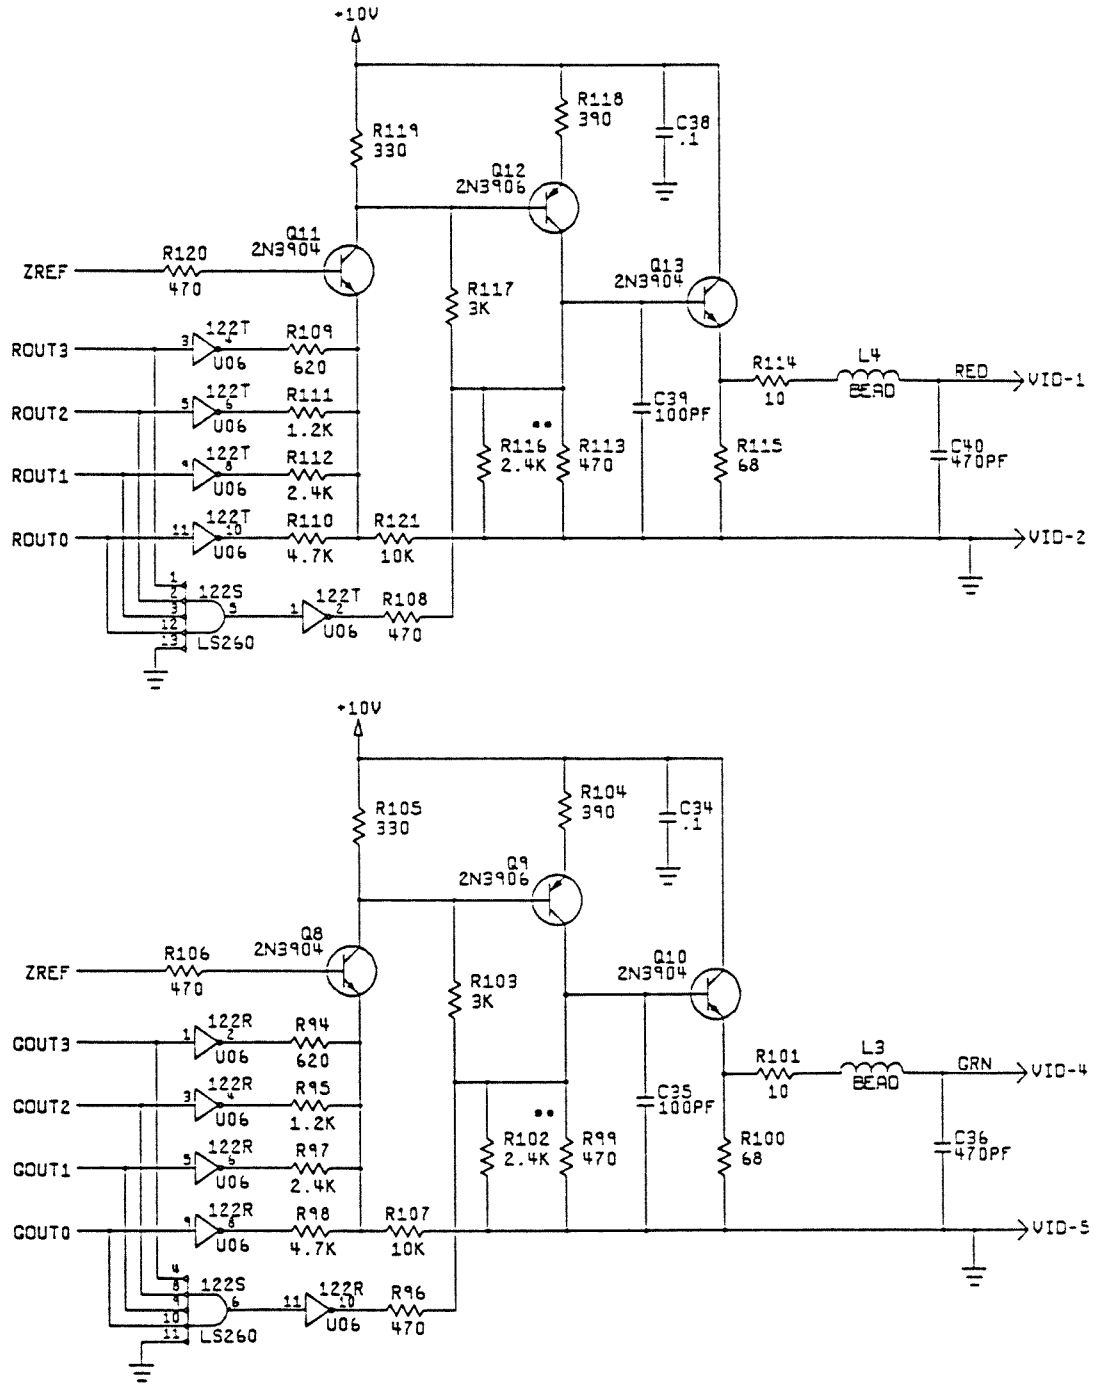 +10V
R118
390
R119
330
C38
.1
Q12
2N3906
Q11
2N3904
R120
470
ZREF
Q13
2N3904
R117
3K
ROUT3
3
122T
4
U06
R109
620
ROUT2
5
122T
6
U06
R111
1.2K
ROUT1
9
122T
8
U06
R112
2.4K
ROUT0
11
122T
10
U06
R110
4.7K
R121
10K
R114
10
L4
BEAD
RED
VID-1
C39
100PF
R116
2.4K
R113
470
R115
68
C40
470PF
VID-2
1
2
3
12
13
122S
5
LS260
1
122T
2
U06
R108
470
+10V
R104
390
R105
330
C34
.1
Q9
2N3906
Q8
2N3904
R106
470
ZREF
Q10
2N3904
R103
3K
GOUT3
1
122R
2
U06
R94
620
GOUT2
3
122R
4
U06
R95
1.2K
GOUT1
5
122R
6
U06
R97
2.4K
GOUT0
9
122R
8
U06
R98
4.7K
R107
10K
R101
10
L3
BEAD
GRN
VID-4
C35
100PF
R102
2.4K
R99
470
R100
68
C36
470PF
VID-5
4
8
9
10
11
122S
6
LS260
11
122R
10
U06
R96
470